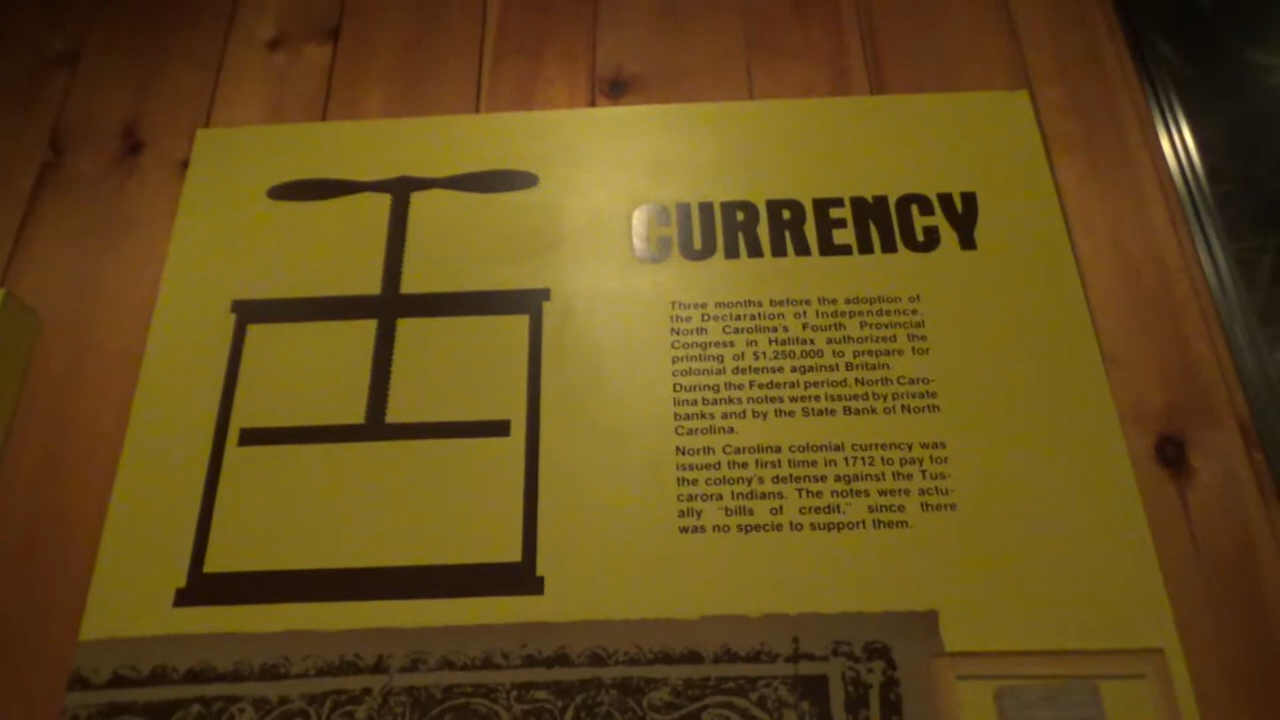 CURRENCY
Three months before the adoption of
the Declaration of Independence,
North Carolina's Fourth Provincial
Congress in Halifax authorized the
printing of $1,250,000 to prepare for
colonial defense against Britain.
During the Federal period, North Caro-
lina banks notes were issued by private
banks and by the State Bank of North
Carolina.
North Carolina colonial currency was
issued the first time in 1712 to pay for
the colony's defense against the Tus-
carora Indians. The notes were actu-
ally "bills of credit," since there
was no specie to support them.